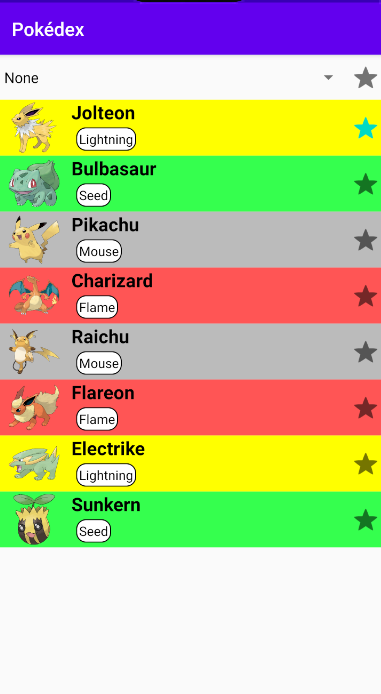 Pokédex
None
Jolteon
Lightning
Bulbasaur
Seed
Pikachu
Mouse
Charizard
Flame
Raichu
Mouse
Flareon
Flame
Electrike
Lightning
Sunkern
Seed